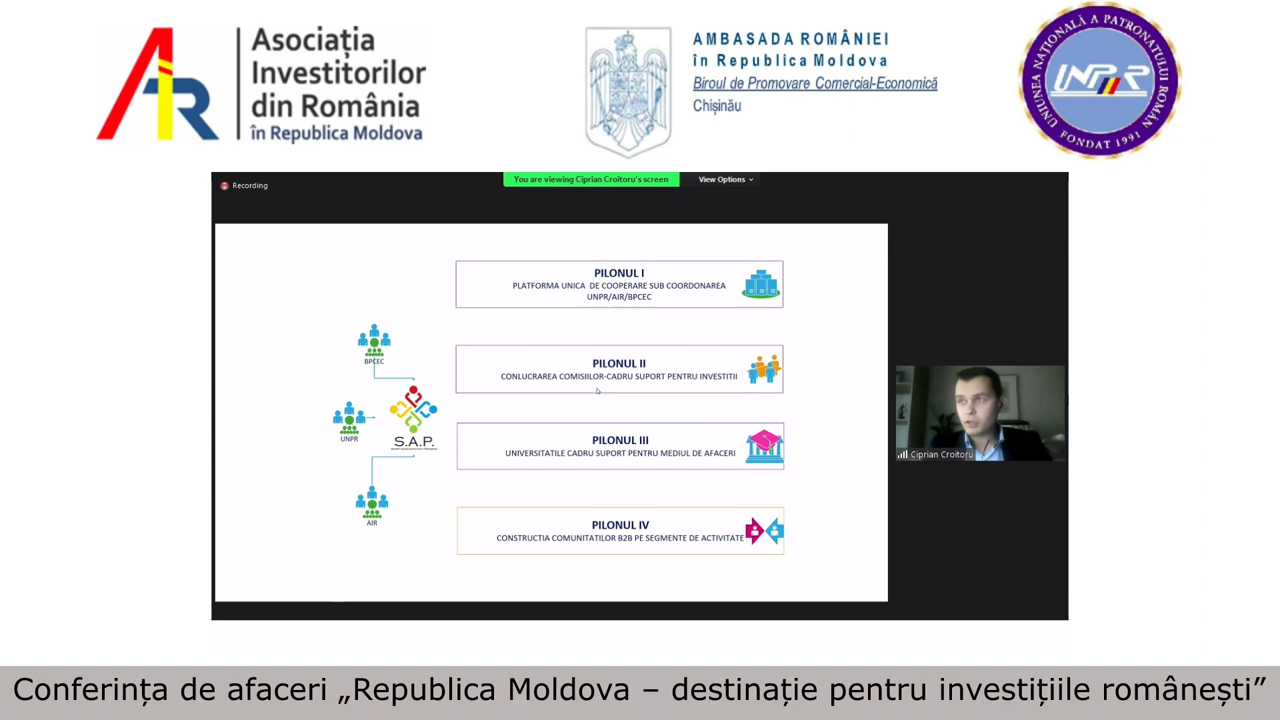 Asociația
Investitorilor
din România
în Republica Moldova
AMBASADA ROMÂNIEI
în Republica Moldova
Biroul de Promovare Comercial-Economică
Chișinău
UNIUNEA NAȚIONALĂ A PATRONATULUI ROMÂN
UNPR
FONDAT 1991
Recording
You are viewing Ciprian Croitoru's screen
View Options
PILONUL I
PLATFORMA UNICA DE COOPERARE SUB COORDONAREA
UNPR/AIR/BPCEC
BPCEC
PILONUL II
CONLUCRAREA COMISIILOR-CADRU SUPORT PENTRU INVESTITII
UNPR
S.A.P.
PILONUL III
UNIVERSITATILE CADRU SUPORT PENTRU MEDIUL DE AFACERI
AIR
PILONUL IV
CONSTRUCTIA COMUNITATILOR B2B PE SEGMENTE DE ACTIVITATE
Ciprian Croitoru
Conferința de afaceri „Republica Moldova – destinație pentru investițiile românești”